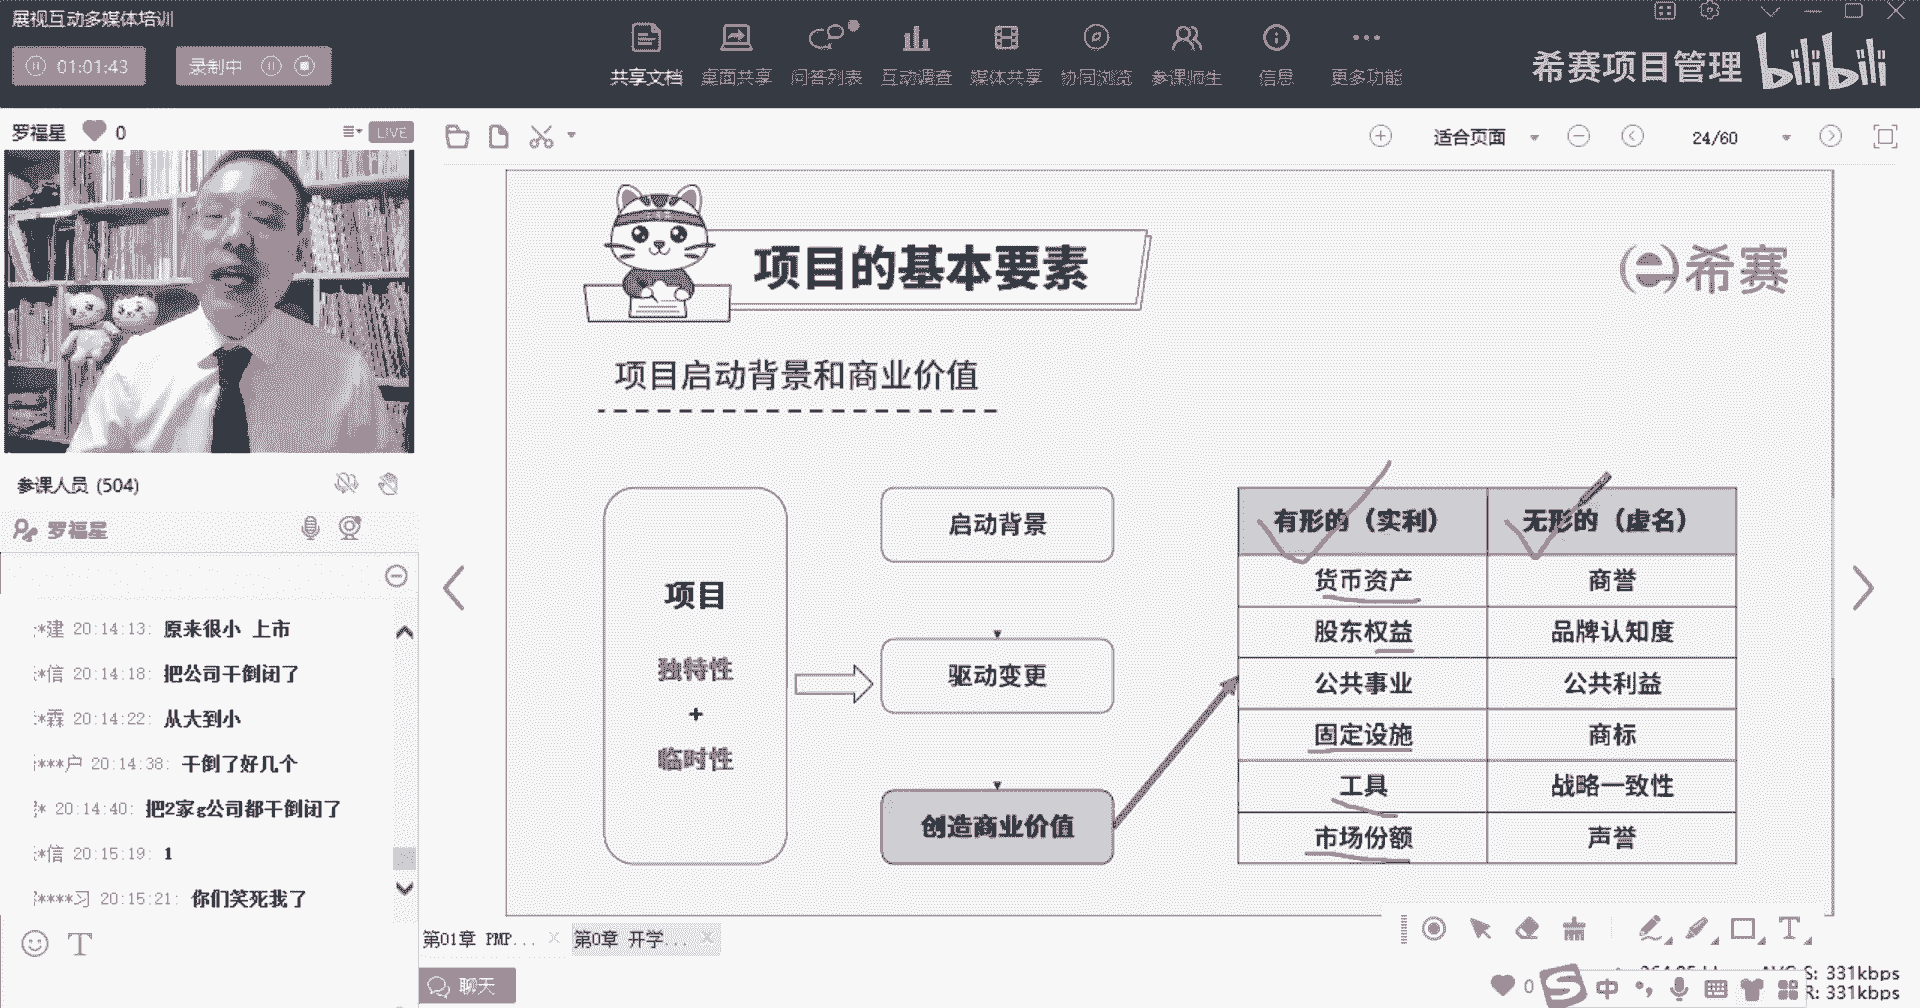 展视互动多媒体培训
01:01:43
录制中
共享文档
桌面共享
问答列表
互动调查
媒体共享
协同浏览
参课师生
信息
更多功能
希赛项目管理 bilibili
罗福星 0 LIVE
适合页面
24/60
项目的基本要素
希赛
项目启动背景和商业价值
项目
独特性
+
临时性
启动背景
驱动变更
创造商业价值
有形的（实利） 无形的（虚名）
货币资产 商誉
股东权益 品牌认知度
公共事业 公共利益
固定设施 商标
工具 战略一致性
市场份额 声誉
参课人员 (504)
罗福星
:*建 20:14:13: 原来很小 上市
:*信 20:14:18: 把公司干倒闭了
:*霖 20:14:22: 从大到小
i***户 20:14:38: 干倒了好几个
* 20:14:40: 把2家g公司都干倒闭了
:*信 20:15:19: 1
****习 20:15:21: 你们笑死我了
T
第01章 PMP...
第0章 开学...
聊天
0
中
S: 331kbps
R: 331kbps